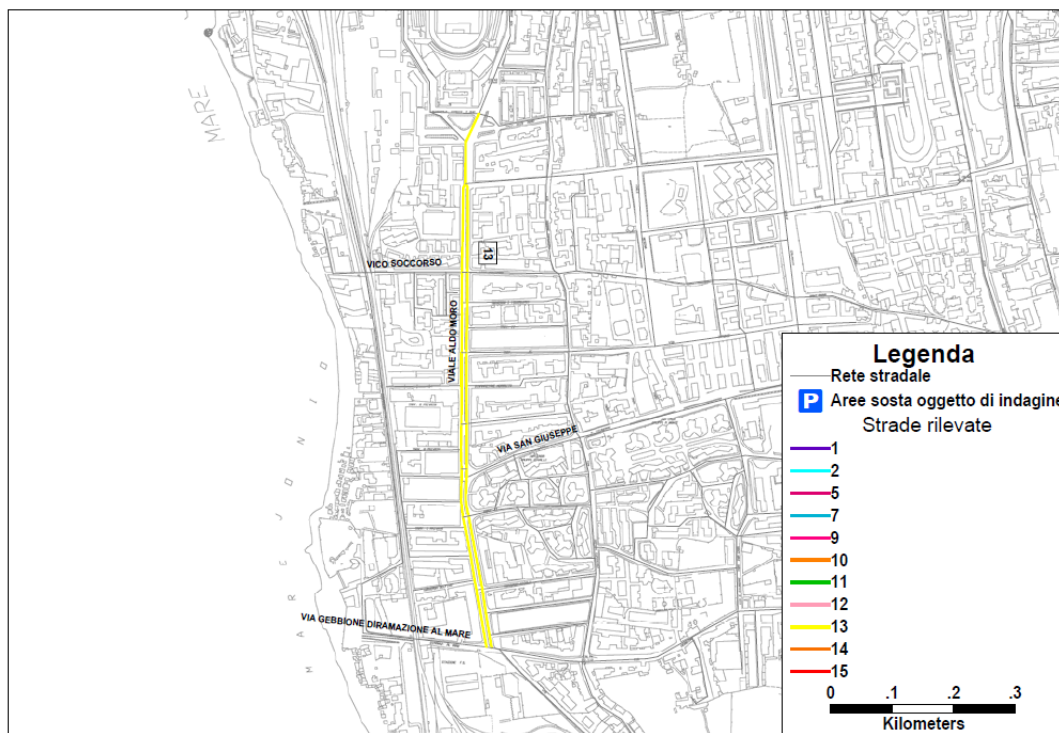 MARE
13
VICO SOCCORSO
VIALE ALDO MORO
VIA SAN GIUSEPPE
VIA GEBBIONE DIRAMAZIONE AL MARE
MARE JONIO
Legenda
Rete stradale
P Aree sosta oggetto di indagine
Strade rilevate
1
2
5
7
9
10
11
12
13
14
15
0 .1 .2 .3
Kilometers